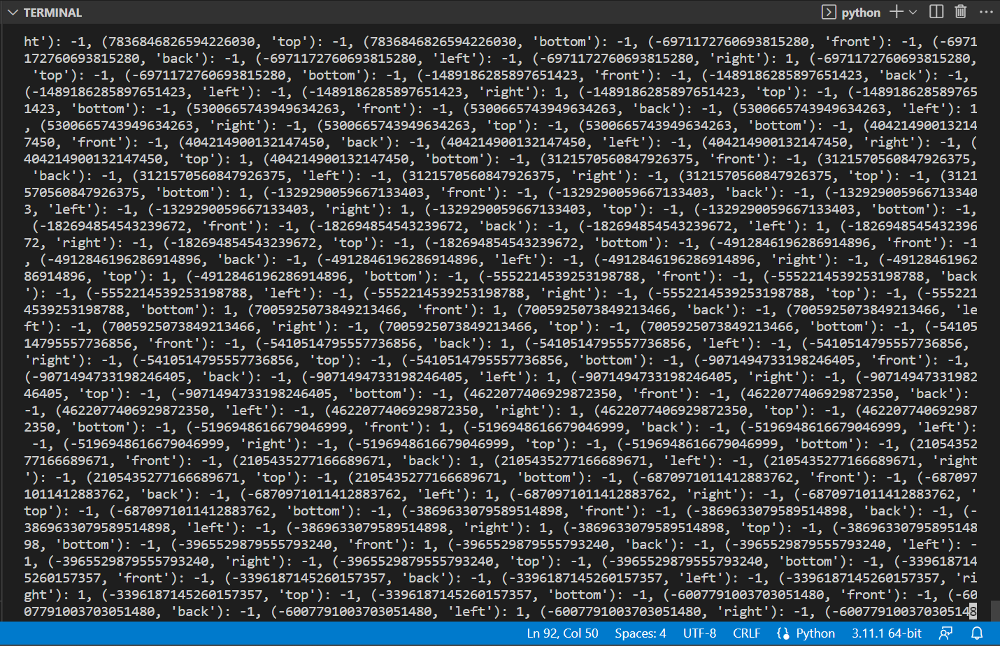 TERMINAL
python
ht'): -1, (7836846826594226030, 'top'): -1, (7836846826594226030, 'bottom'): -1, (-6971172760693815280, 'front'): -1, (-6971
172760693815280, 'back'): -1, (-6971172760693815280, 'left'): -1, (-6971172760693815280, 'right'): 1, (-6971172760693815280,
 'top'): -1, (-6971172760693815280, 'bottom'): -1, (-1489186285897651423, 'front'): -1, (-1489186285897651423, 'back'): -1,
(-1489186285897651423, 'left'): -1, (-1489186285897651423, 'right'): 1, (-1489186285897651423, 'top'): -1, (-148918628589765
1423, 'bottom'): -1, (5300665743949634263, 'front'): -1, (5300665743949634263, 'back'): -1, (5300665743949634263, 'left'): 1
, (5300665743949634263, 'right'): -1, (5300665743949634263, 'top'): -1, (5300665743949634263, 'bottom'): -1, (40421490013214
7450, 'front'): -1, (404214900132147450, 'back'): -1, (404214900132147450, 'left'): -1, (404214900132147450, 'right'): -1, (
404214900132147450, 'top'): 1, (404214900132147450, 'bottom'): -1, (3121570560847926375, 'front'): -1, (3121570560847926375,
 'back'): -1, (3121570560847926375, 'left'): -1, (3121570560847926375, 'right'): -1, (3121570560847926375, 'top'): -1, (3121
570560847926375, 'bottom'): 1, (-1329290059667133403, 'front'): -1, (-1329290059667133403, 'back'): -1, (-132929005966713340
3, 'left'): -1, (-1329290059667133403, 'right'): 1, (-1329290059667133403, 'top'): -1, (-1329290059667133403, 'bottom'): -1,
 (-182694854543239672, 'front'): -1, (-182694854543239672, 'back'): -1, (-182694854543239672, 'left'): 1, (-1826948545432396
72, 'right'): -1, (-182694854543239672, 'top'): -1, (-182694854543239672, 'bottom'): -1, (-4912846196286914896, 'front'): -1
, (-4912846196286914896, 'back'): -1, (-4912846196286914896, 'left'): -1, (-4912846196286914896, 'right'): -1, (-49128461962
86914896, 'top'): 1, (-4912846196286914896, 'bottom'): -1, (-5552214539253198788, 'front'): -1, (-5552214539253198788, 'back
'): -1, (-5552214539253198788, 'left'): -1, (-5552214539253198788, 'right'): -1, (-5552214539253198788, 'top'): -1, (-555221
4539253198788, 'bottom'): 1, (7005925073849213466, 'front'): 1, (7005925073849213466, 'back'): -1, (7005925073849213466, 'le
ft'): -1, (7005925073849213466, 'right'): -1, (7005925073849213466, 'top'): -1, (7005925073849213466, 'bottom'): -1, (-54105
14795557736856, 'front'): -1, (-5410514795557736856, 'back'): 1, (-5410514795557736856, 'left'): -1, (-5410514795557736856,
'right'): -1, (-5410514795557736856, 'top'): -1, (-5410514795557736856, 'bottom'): -1, (-9071494733198246405, 'front'): -1,
(-9071494733198246405, 'back'): -1, (-9071494733198246405, 'left'): 1, (-9071494733198246405, 'right'): -1, (-90714947331982
46405, 'top'): -1, (-9071494733198246405, 'bottom'): -1, (4622077406929872350, 'front'): -1, (4622077406929872350, 'back'):
-1, (4622077406929872350, 'left'): -1, (4622077406929872350, 'right'): 1, (4622077406929872350, 'top'): -1, (462207740692987
2350, 'bottom'): -1, (-5196948616679046999, 'front'): 1, (-5196948616679046999, 'back'): -1, (-5196948616679046999, 'left'):
 -1, (-5196948616679046999, 'right'): -1, (-5196948616679046999, 'top'): -1, (-5196948616679046999, 'bottom'): -1, (21054352
77166689671, 'front'): -1, (2105435277166689671, 'back'): 1, (2105435277166689671, 'left'): -1, (2105435277166689671, 'right
'): -1, (2105435277166689671, 'top'): -1, (2105435277166689671, 'bottom'): -1, (-6870971011412883762, 'front'): -1, (-687097
1011412883762, 'back'): -1, (-6870971011412883762, 'left'): 1, (-6870971011412883762, 'right'): -1, (-6870971011412883762, '
top'): -1, (-6870971011412883762, 'bottom'): -1, (-3869633079589514898, 'front'): -1, (-3869633079589514898, 'back'): -1, (-
3869633079589514898, 'left'): -1, (-3869633079589514898, 'right'): 1, (-3869633079589514898, 'top'): -1, (-38696330795895148
98, 'bottom'): -1, (-3965529879555793240, 'front'): 1, (-3965529879555793240, 'back'): -1, (-3965529879555793240, 'left'): -
1, (-3965529879555793240, 'right'): -1, (-3965529879555793240, 'top'): -1, (-3965529879555793240, 'bottom'): -1, (-339618714
5260157357, 'front'): -1, (-3396187145260157357, 'back'): -1, (-3396187145260157357, 'left'): -1, (-3396187145260157357, 'ri
ght'): 1, (-3396187145260157357, 'top'): -1, (-3396187145260157357, 'bottom'): -1, (-6007791003703051480, 'front'): -1, (-60
07791003703051480, 'back'): -1, (-6007791003703051480, 'left'): 1, (-6007791003703051480, 'right'): -1, (-600779100370305148
Ln 92, Col 50 Spaces: 4 UTF-8 CRLF Python 3.11.1 64-bit